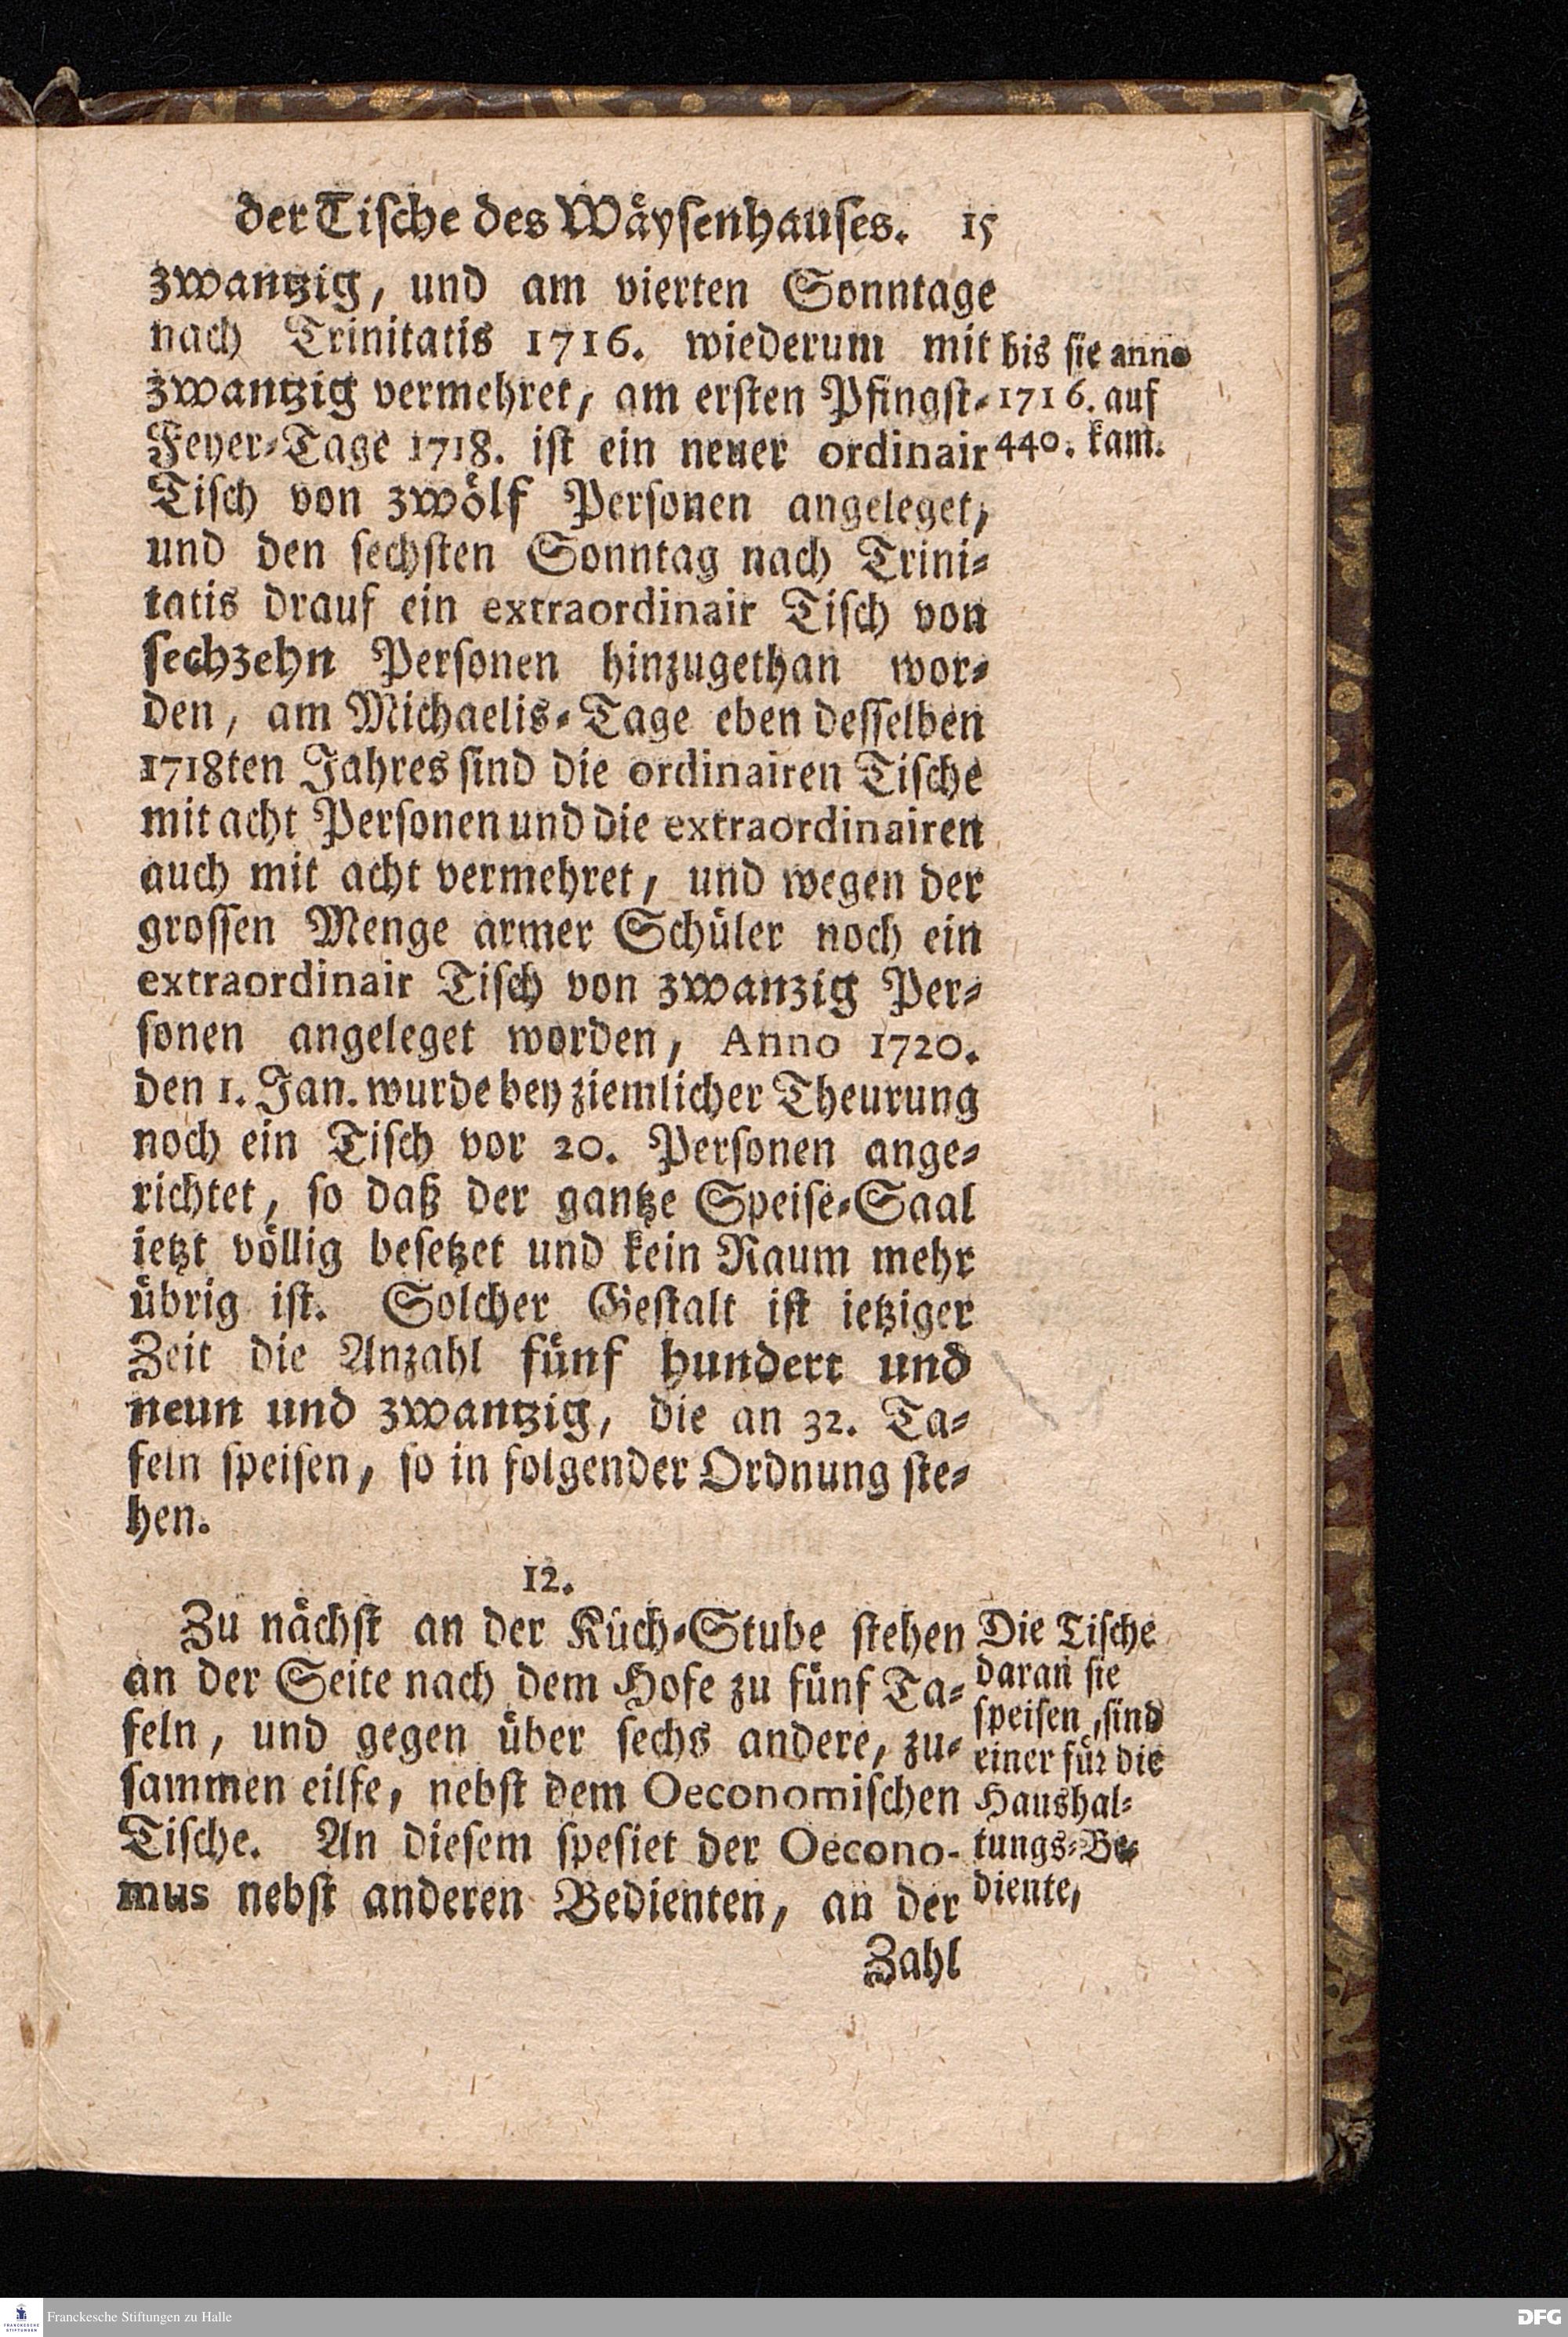 der Tische des Wäysenhauses. 15
zwantzig, und am vierten Sonntage
nach Trinitatis 1716. wiederum mit
zwantzig vermehret, am ersten Pfingst-
Feyer-Tage 1718. ist ein neuer ordinair
bis sie anno
1716. auf
440. kam.
Tisch von zwölf Personen angeleget,
und den sechsten Sonntag nach Trini-
tatis drauf ein extraordinair Tisch von
sechzehn Personen hinzugethan wor-
den, am Michaelis-Tage eben desselben
1718ten Jahres sind die ordinairen Tische
mit acht Personen und die extraordinairen
auch mit acht vermehret, und wegen der
grossen Menge armer Schüler noch ein
extraordinair Tisch von zwanzig Per-
sonen angeleget worden, Anno 1720.
den 1. Jan. wurde bey ziemlicher Theurung
noch ein Tisch vor 20. Personen ange-
richtet, so daß der gantze Speise-Saal
ietzt völlig besetzet und kein Raum mehr
übrig ist. Solcher Gestalt ist ietziger
Zeit die Anzahl fünf hundert und
neun und zwantzig, die an 32. Ta-
feln speisen, so in folgender Ordnung ste-
hen.
12.
Zu nächst an der Küch-Stube stehen
an der Seite nach dem Hofe zu fünf Ta-
feln, und gegen über sechs andere, zu-
sammen eilfe, nebst dem Oeconomischen
Tische. An diesem spesiet der Oecono-
mus nebst anderen Bedienten, an der
Die Tische
daran sie
speisen, sind
einer für die
Haushal-
tungs-Be-
diente,
Zahl
Franckesche Stiftungen zu Halle
FRANCKESCHE
STIFTUNGEN
DFG